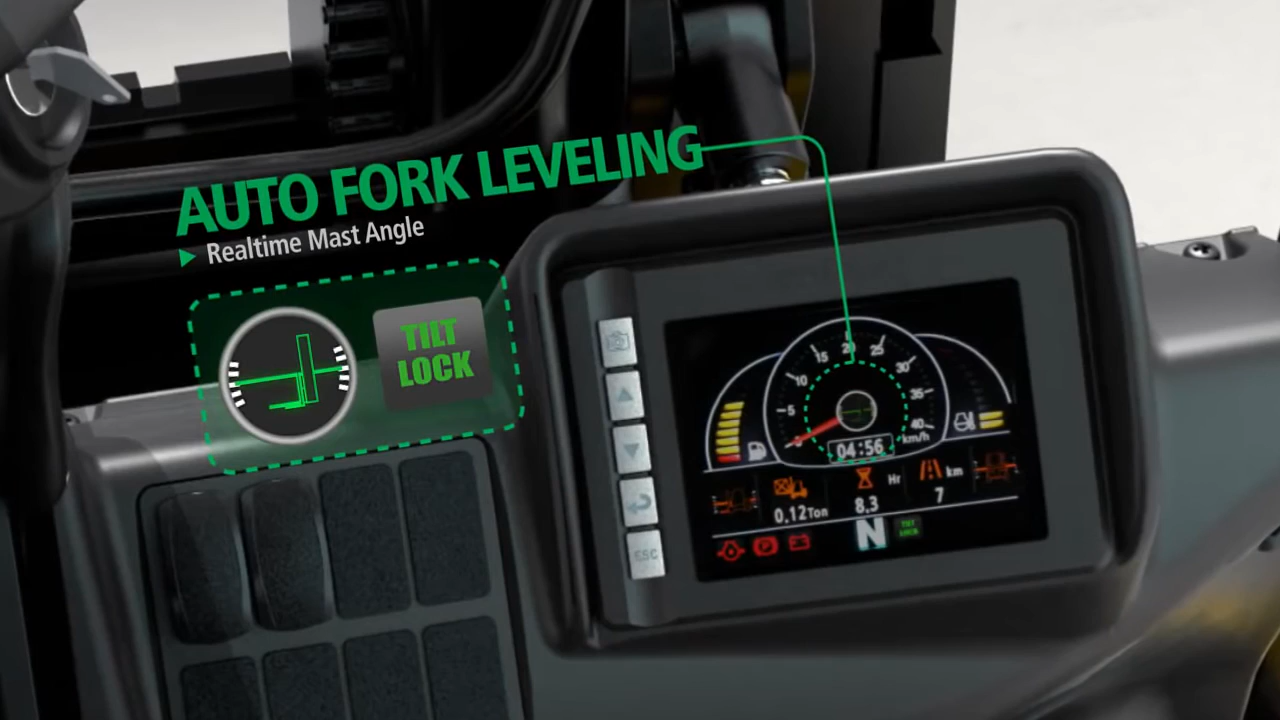 AUTO FORK LEVELING
▶ Realtime Mast Angle
TILT
LOCK
5
10
15
20
25
30
35
40
km/h
04:56
0.12Ton
Hr
8.3
km
7
N
TILT
LOCK
P
ESC